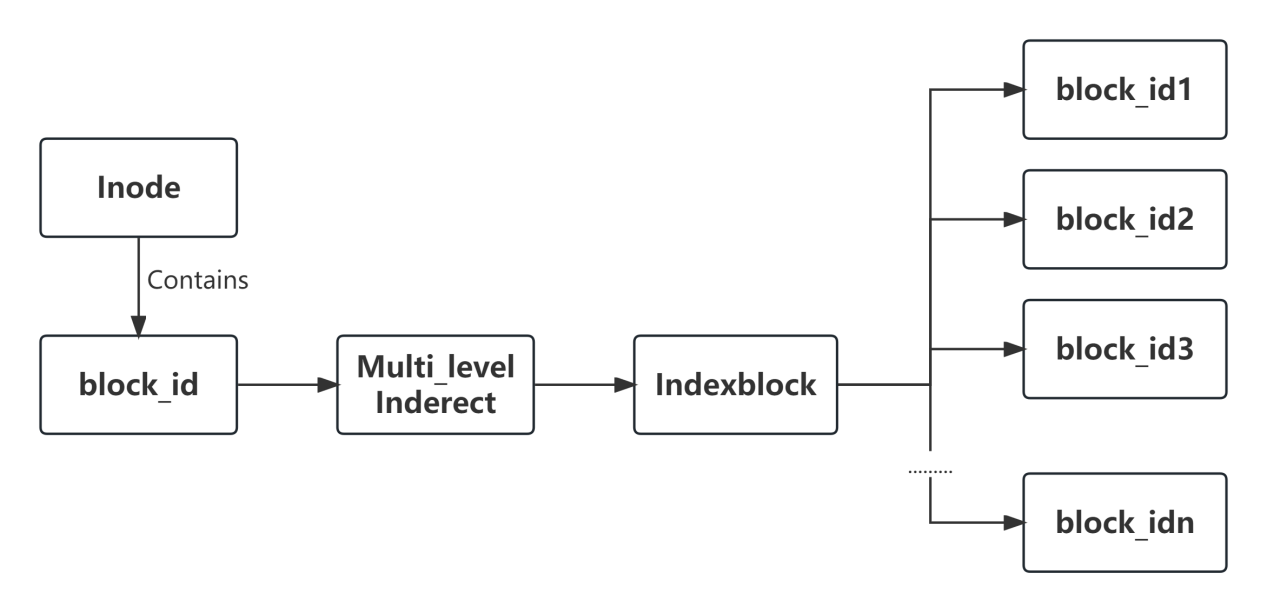 Inode
Contains
block_id
Multi_level
Inderect
Indexblock
block_id1
block_id2
block_id3
.........
block_idn